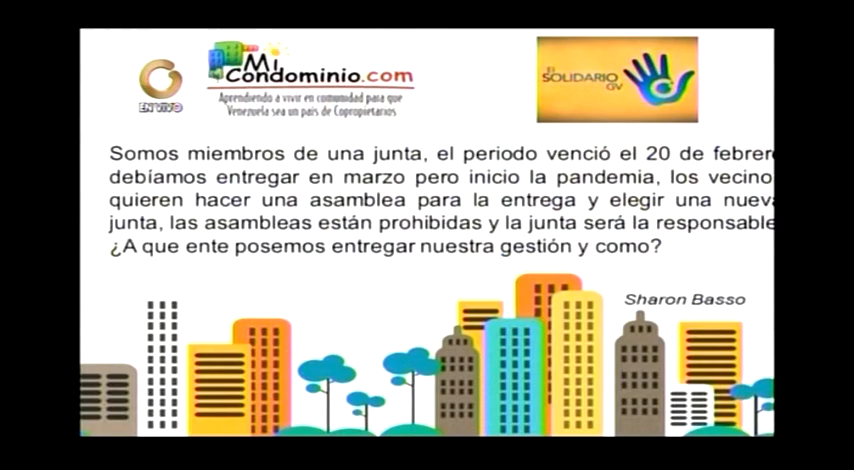 EN VIVO
Mi
Condominio.com
Aprendiendo a vivir en comunidad para que
Venezuela sea un país de Copropietarios
El
SOLIDARIO
GV
Somos miembros de una junta, el periodo venció el 20 de febrer
debíamos entregar en marzo pero inicio la pandemia, los vecino
quieren hacer una asamblea para la entrega y elegir una nuev
junta, las asambleas están prohibidas y la junta será la responsable
¿A que ente posemos entregar nuestra gestión y como?
Sharon Basso